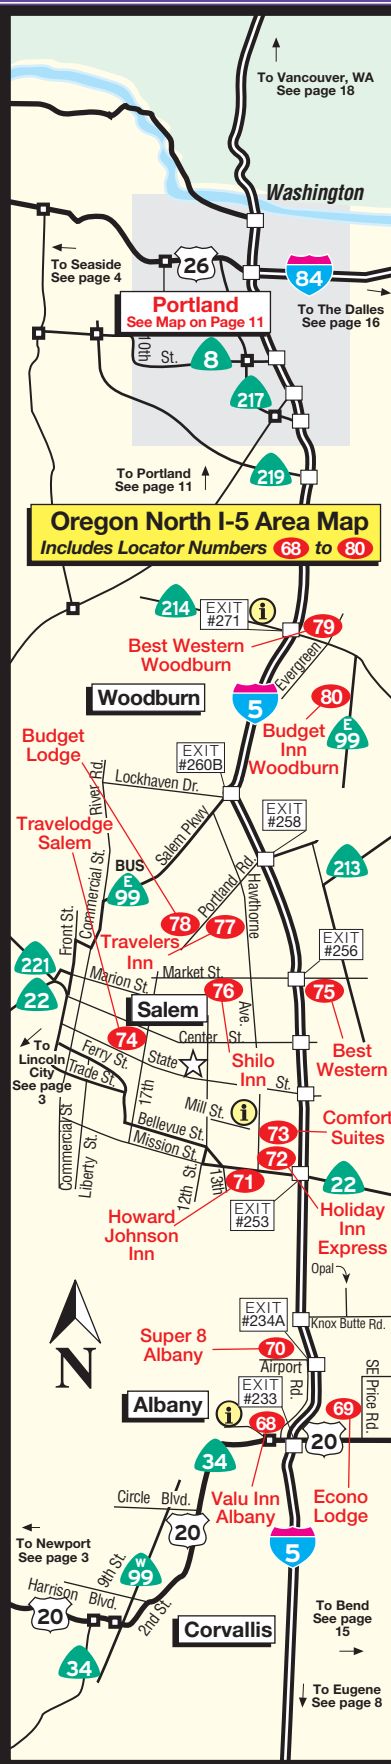 To Vancouver, WA
See page 18
Washington
To Seaside
See page 4
26
84
To The Dalles
See page 16
Portland
See Map on Page 11
10th
St.
8
217
219
To Portland
See page 11
Oregon North I-5 Area Map
Includes Locator Numbers 68 to 80
214
EXIT
#271
i
79
Best Western
Woodburn
Evergreen
Woodburn
5
80
Budget
Inn
Woodburn
E
99
Budget
Lodge
EXIT
#260B
River Rd.
Lockhaven Dr.
Travelodge
Salem
Commercial St.
Salem Pkwy
EXIT
#258
BUS
E
99
Portland Rd.
Hawthorne
Ave.
213
Front St.
78
77
Travelers
Inn
EXIT
#256
221
22
Marion St.
Market St.
76
75
Salem
To
Lincoln
City
See page
3
74
Center St.
Ferry St.
State
St.
Shilo
Inn
Best
Western
Trade St.
17th
Mill St.
i
73
Comfort
Suites
Commercial St
Liberty St.
Bellevue St.
Mission St.
12th St.
13th
72
71
22
EXIT
#253
Howard
Johnson
Inn
Holiday
Inn
Express
Opal
N
EXIT
#234A
Knox Butte Rd.
Super 8
Albany
70
Airport
Rd.
SE Price Rd.
EXIT
#233
Albany
i
68
69
20
34
Valu Inn
Albany
Econo
Lodge
Circle Blvd.
20
5
To Newport
See page 3
9th St.
W
99
Harrison Blvd.
2nd St.
20
Corvallis
To Bend
See page
15
34
To Eugene
See page 8